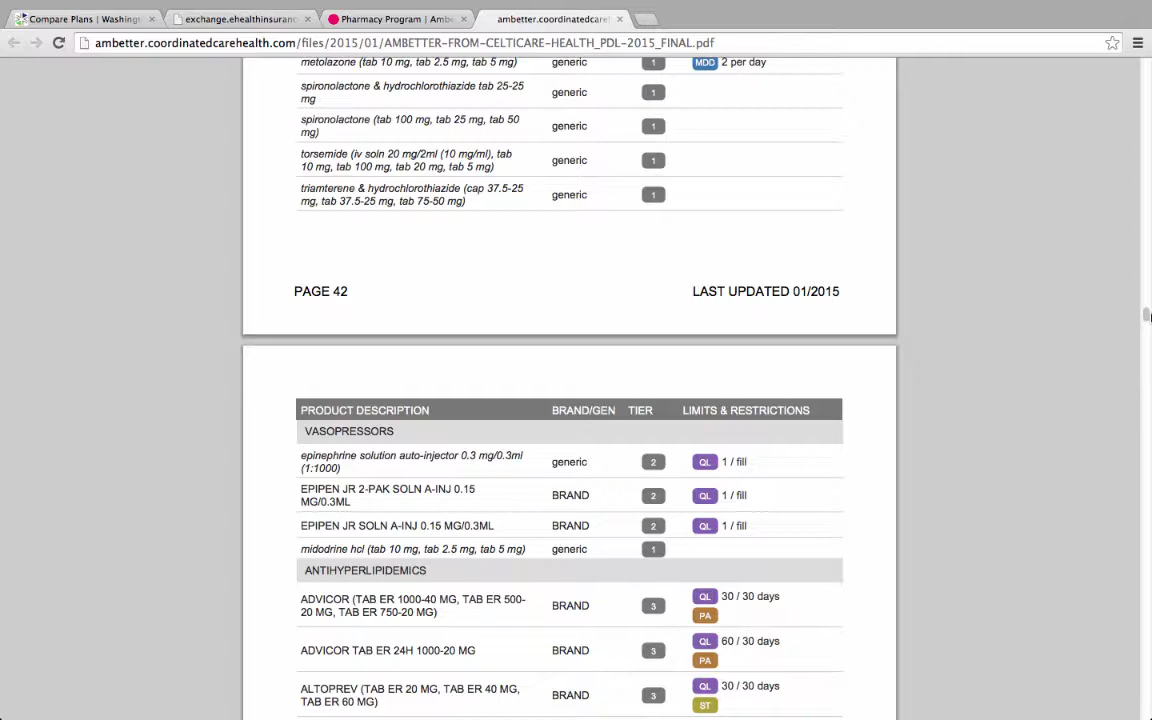 Compare Plans | Washing
exchange.ehealthinsuran
Pharmacy Program | Ambe
ambetter.coordinatedcare
ambetter.coordinatedcarehealth.com/files/2015/01/AMBETTER-FROM-CELTICARE-HEALTH_PDL-2015_FINAL.pdf
metolazone (tab 10 mg, tab 2.5 mg, tab 5 mg) generic 1 MDD 2 per day
spironolactone & hydrochlorothiazide tab 25-25
mg generic 1
spironolactone (tab 100 mg, tab 25 mg, tab 50
mg) generic 1
torsemide (iv soln 20 mg/2ml (10 mg/ml), tab
10 mg, tab 100 mg, tab 20 mg, tab 5 mg) generic 1
triamterene & hydrochlorothiazide (cap 37.5-25
mg, tab 37.5-25 mg, tab 75-50 mg) generic 1
PAGE 42 LAST UPDATED 01/2015
PRODUCT DESCRIPTION BRAND/GEN TIER LIMITS & RESTRICTIONS
VASOPRESSORS
epinephrine solution auto-injector 0.3 mg/0.3ml
(1:1000) generic 2 QL 1 / fill
EPIPEN JR 2-PAK SOLN A-INJ 0.15
MG/0.3ML BRAND 2 QL 1 / fill
EPIPEN JR SOLN A-INJ 0.15 MG/0.3ML BRAND 2 QL 1 / fill
midodrine hcl (tab 10 mg, tab 2.5 mg, tab 5 mg) generic 1
ANTIHYPERLIPIDEMICS
ADVICOR (TAB ER 1000-40 MG, TAB ER 500-
20 MG, TAB ER 750-20 MG) BRAND 3 QL 30 / 30 days
PA
ADVICOR TAB ER 24H 1000-20 MG BRAND 3 QL 60 / 30 days
PA
ALTOPREV (TAB ER 20 MG, TAB ER 40 MG,
TAB ER 60 MG) BRAND 3 QL 30 / 30 days
ST